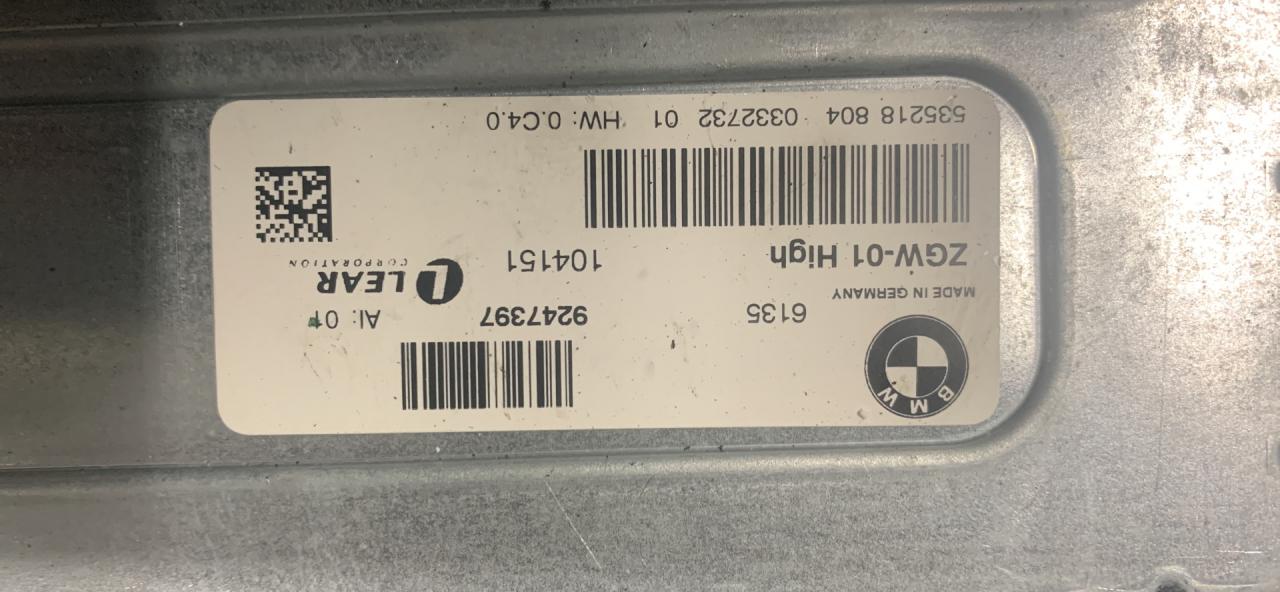 BMW
6135 9247397 AI: 01
MADE IN GERMANY
LEAR
CORPORATION
ZGW-01 High 104151
535218 804 0332732 01 HW: 0.C4.0